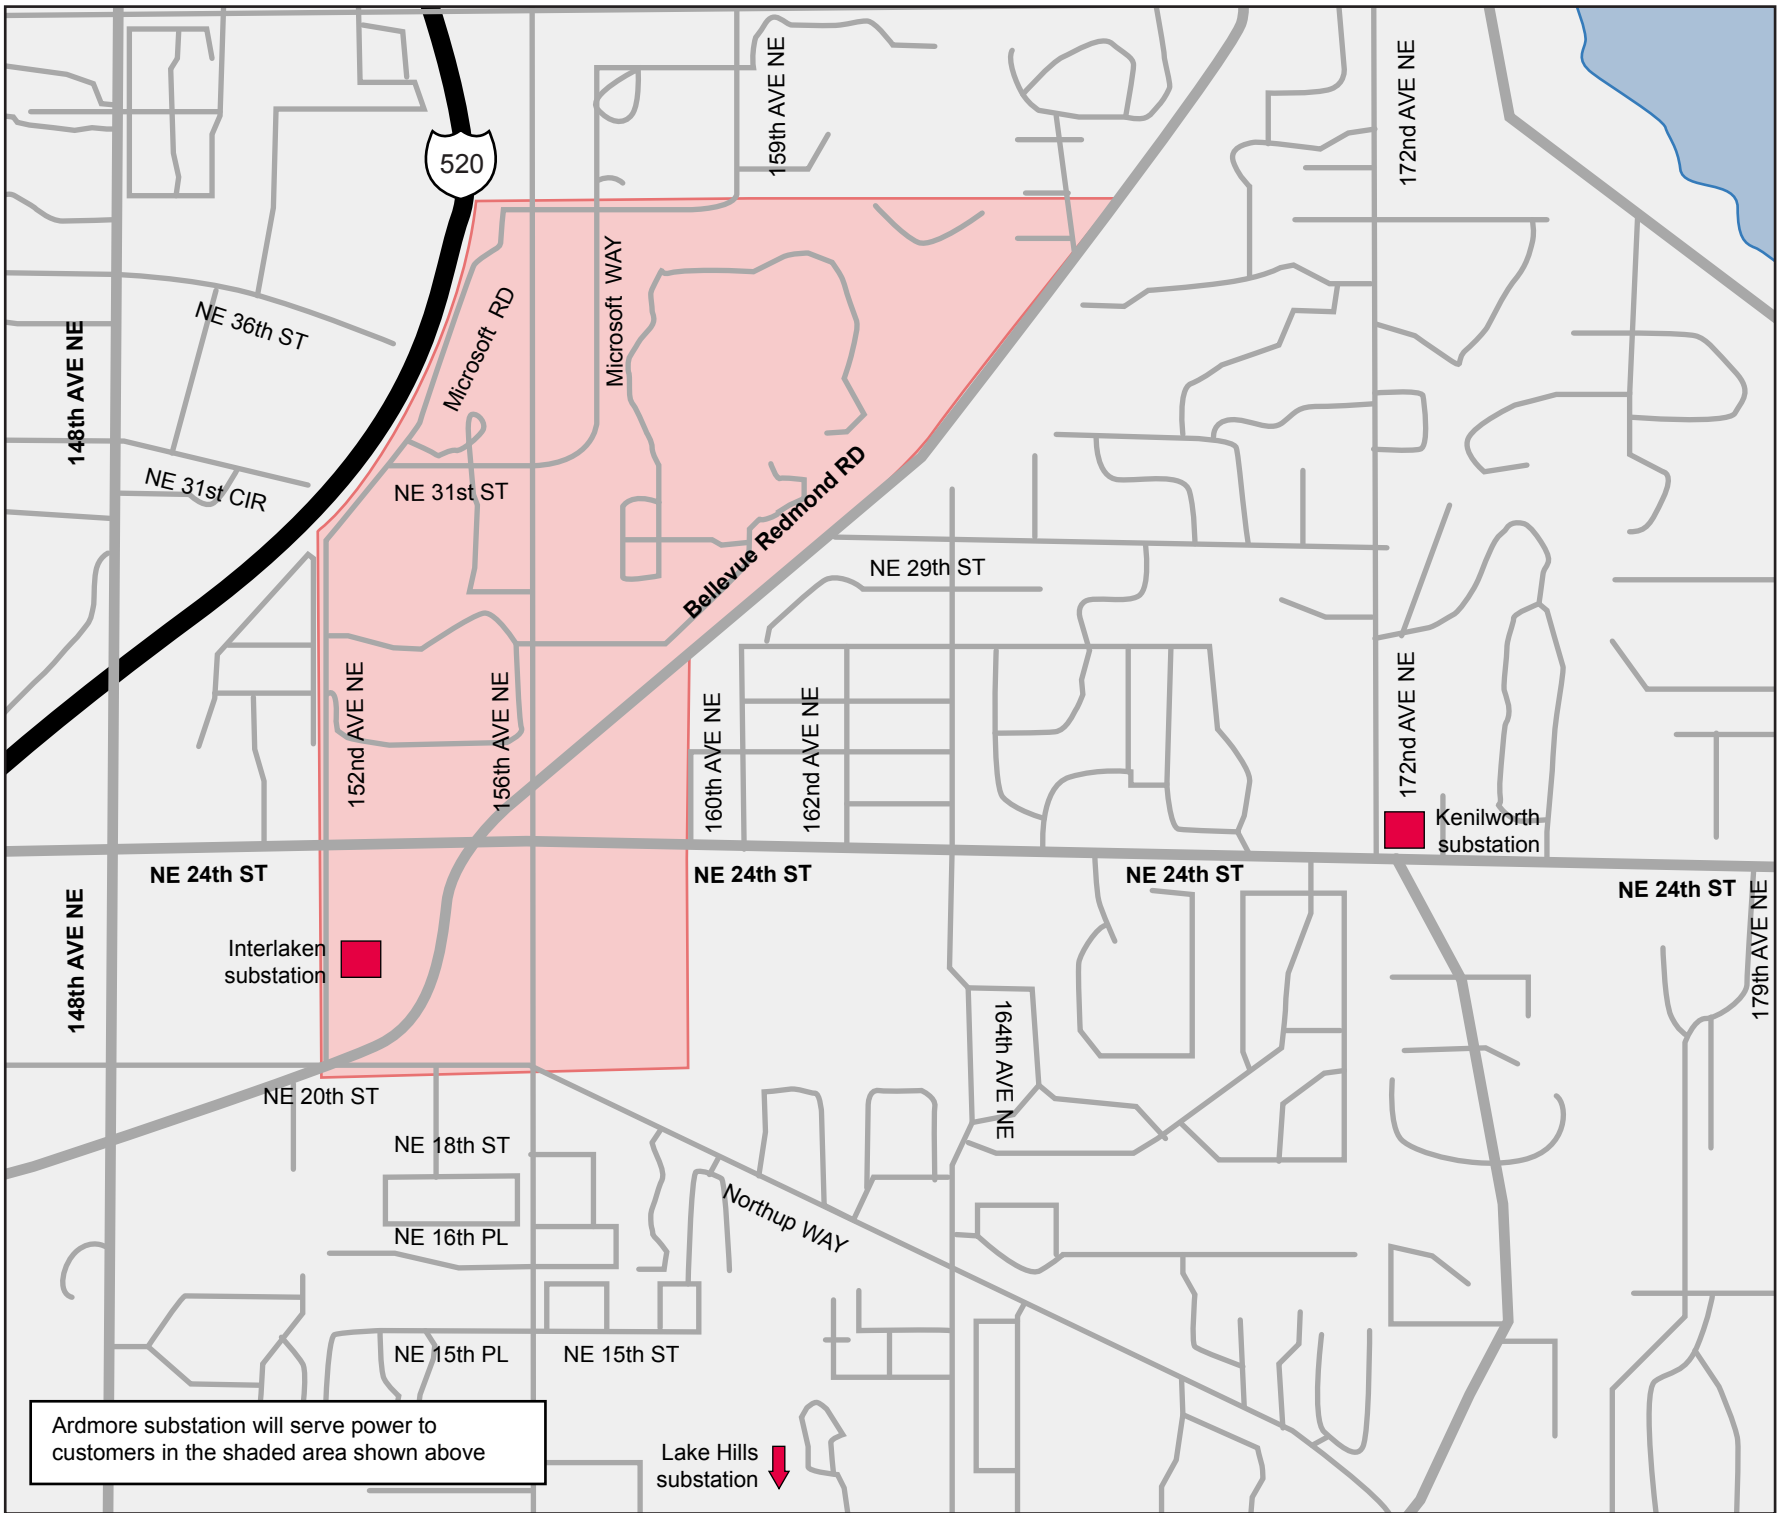 159th AVE NE
172nd AVE NE
520
Microsoft WAY
Microsoft RD
NE 36th ST
148th AVE NE
NE 31st CIR
NE 31st ST
Bellevue Redmond RD
NE 29th ST
152nd AVE NE
156th AVE NE
160th AVE NE
162nd AVE NE
172nd AVE NE
Kenilworth
substation
NE 24th ST
NE 24th ST
NE 24th ST
NE 24th ST
148th AVE NE
179th AVE NE
Interlaken
substation
164th AVE NE
NE 20th ST
NE 18th ST
Northup WAY
NE 16th PL
NE 15th PL
NE 15th ST
Ardmore substation will serve power to
customers in the shaded area shown above
Lake Hills
substation